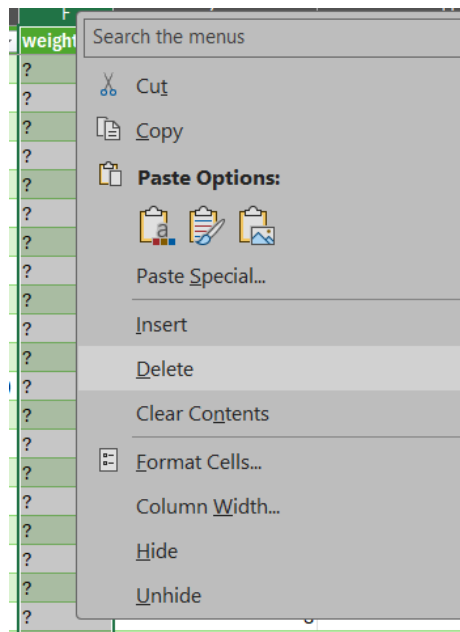 F
weight
Search the menus
?
Cut
?
?
Copy
?
?
Paste Options:
?
?
?
Paste Special...
?
?
Insert
?
Delete
?
Clear Contents
?
?
Format Cells...
?
?
Column Width...
?
?
Hide
?
Unhide
?